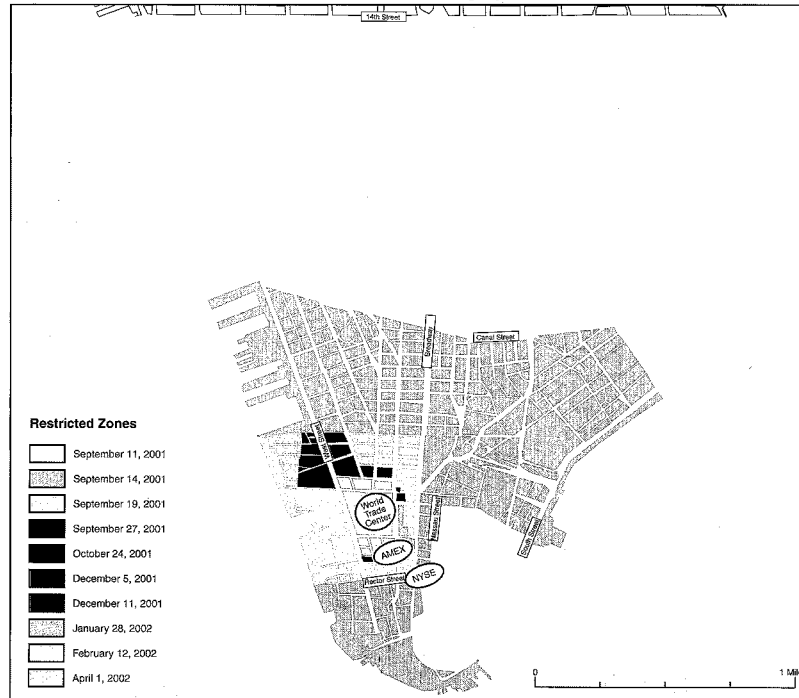 14th Street
Broadway
Canal Street
West Street
World
Trade
Center
Nassau Street
South Street
AMEX
NYSE
Rector Street
Restricted Zones
September 11, 2001
September 14, 2001
September 19, 2001
September 27, 2001
October 24, 2001
December 5, 2001
December 11, 2001
January 28, 2002
February 12, 2002
April 1, 2002
0
1 Mil